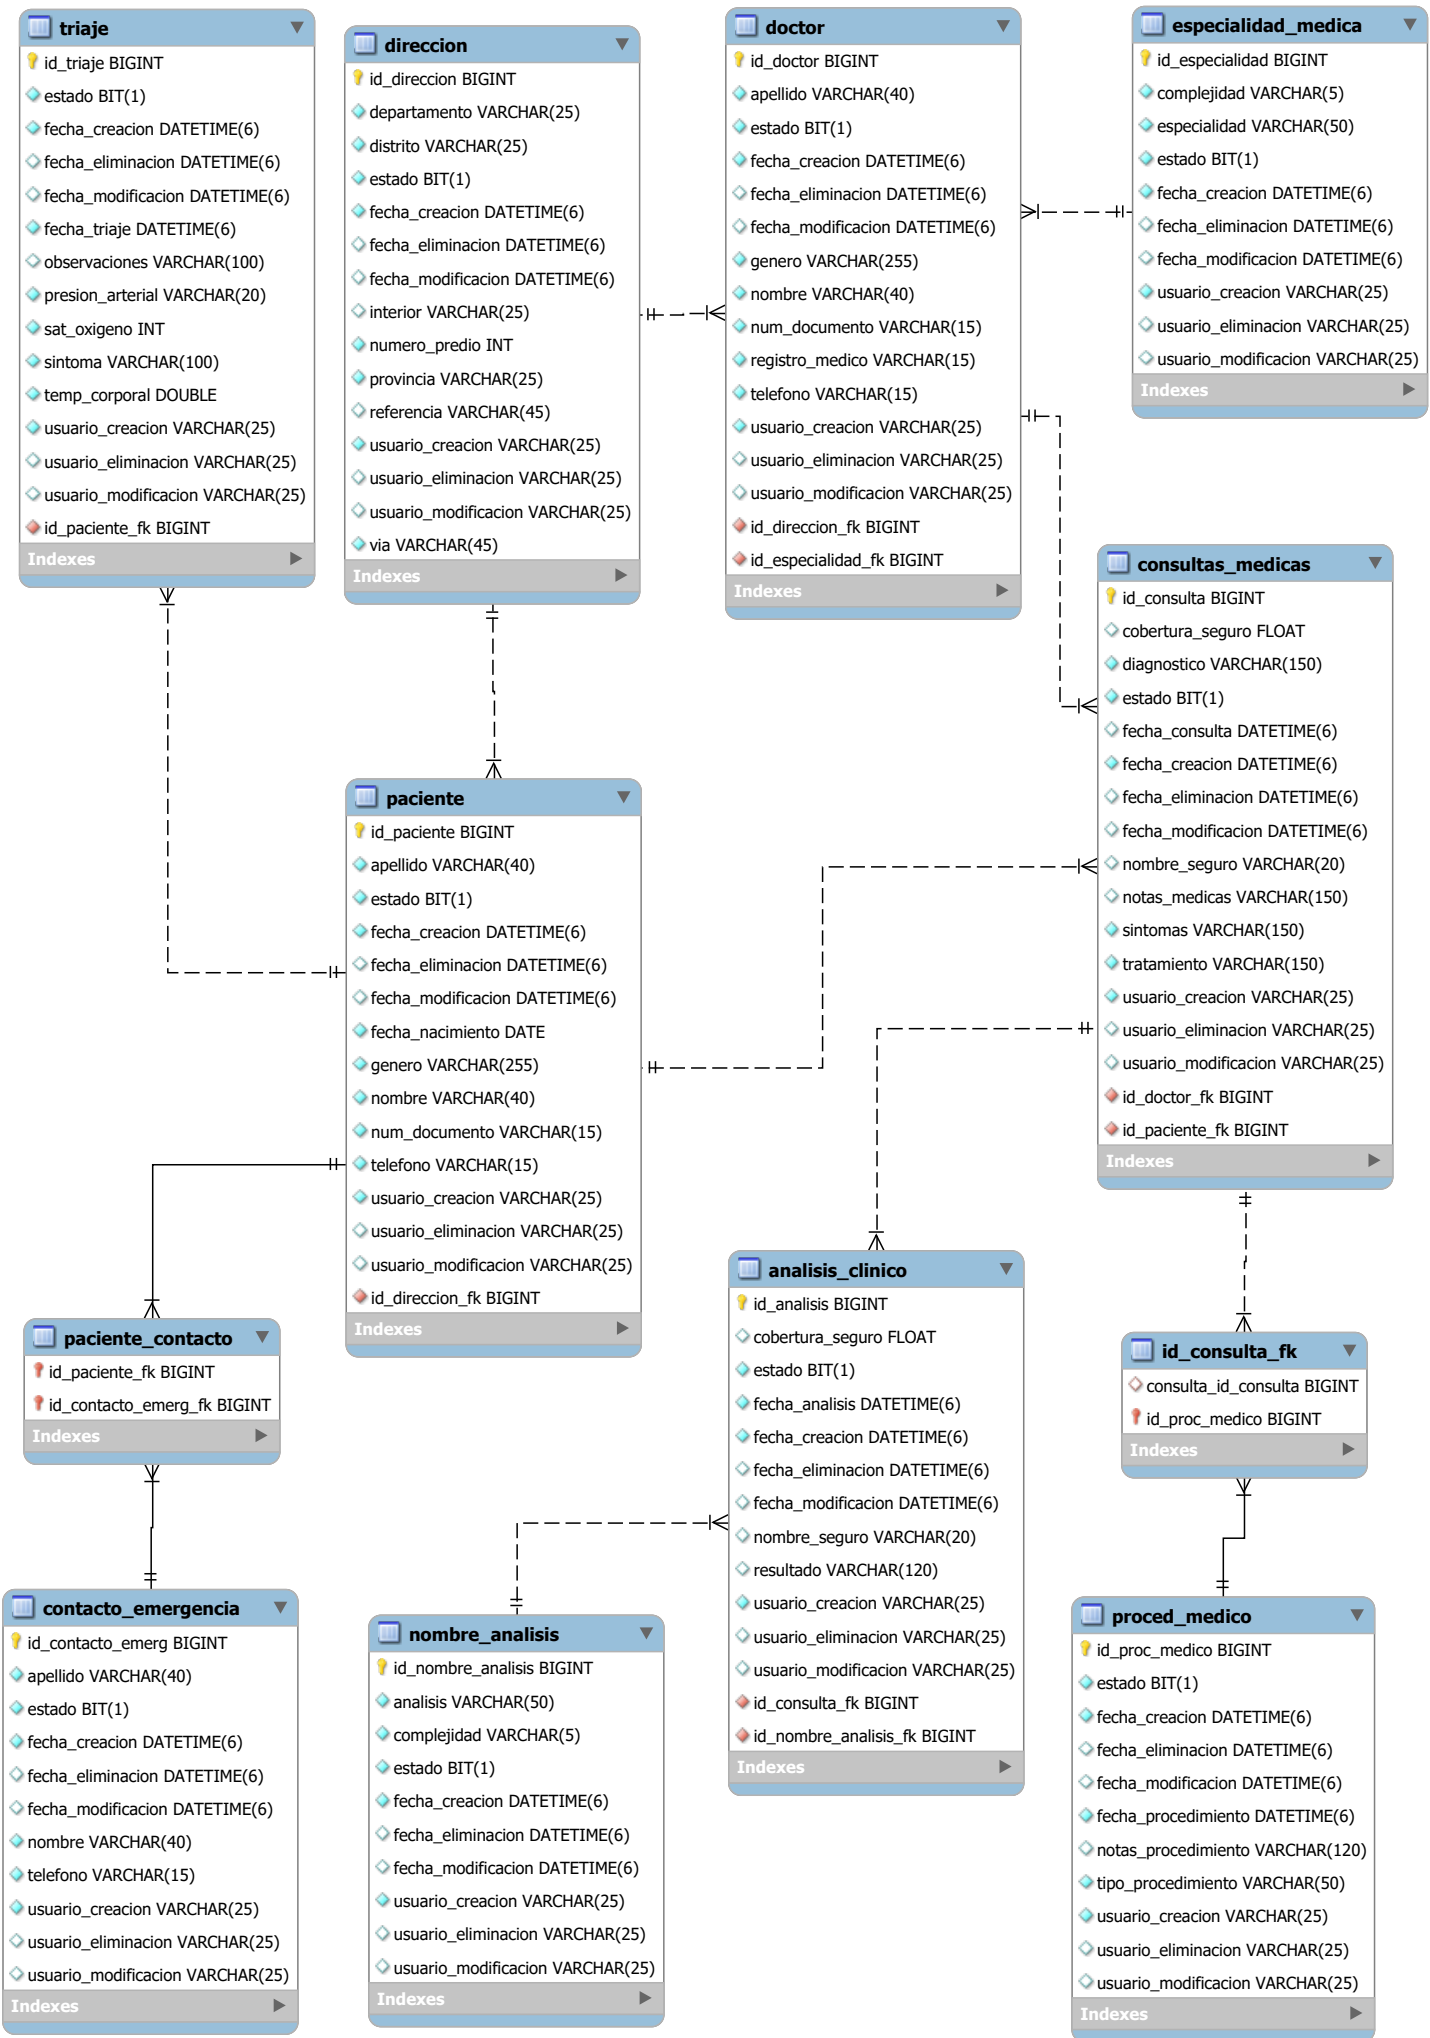 triaje
id_triaje BIGINT
estado BIT(1)
fecha_creacion DATETIME(6)
fecha_eliminacion DATETIME(6)
fecha_modificacion DATETIME(6)
fecha_triaje DATETIME(6)
observaciones VARCHAR(100)
presion_arterial VARCHAR(20)
sat_oxigeno INT
sintoma VARCHAR(100)
temp_corporal DOUBLE
usuario_creacion VARCHAR(25)
usuario_eliminacion VARCHAR(25)
usuario_modificacion VARCHAR(25)
id_paciente_fk BIGINT
Indexes
direccion
id_direccion BIGINT
departamento VARCHAR(25)
distrito VARCHAR(25)
estado BIT(1)
fecha_creacion DATETIME(6)
fecha_eliminacion DATETIME(6)
fecha_modificacion DATETIME(6)
interior VARCHAR(25)
numero_predio INT
provincia VARCHAR(25)
referencia VARCHAR(45)
usuario_creacion VARCHAR(25)
usuario_eliminacion VARCHAR(25)
usuario_modificacion VARCHAR(25)
via VARCHAR(45)
Indexes
doctor
id_doctor BIGINT
apellido VARCHAR(40)
estado BIT(1)
fecha_creacion DATETIME(6)
fecha_eliminacion DATETIME(6)
fecha_modificacion DATETIME(6)
genero VARCHAR(255)
nombre VARCHAR(40)
num_documento VARCHAR(15)
registro_medico VARCHAR(15)
telefono VARCHAR(15)
usuario_creacion VARCHAR(25)
usuario_eliminacion VARCHAR(25)
usuario_modificacion VARCHAR(25)
id_direccion_fk BIGINT
id_especialidad_fk BIGINT
Indexes
especialidad_medica
id_especialidad BIGINT
complejidad VARCHAR(5)
especialidad VARCHAR(50)
estado BIT(1)
fecha_creacion DATETIME(6)
fecha_eliminacion DATETIME(6)
fecha_modificacion DATETIME(6)
usuario_creacion VARCHAR(25)
usuario_eliminacion VARCHAR(25)
usuario_modificacion VARCHAR(25)
Indexes
consultas_medicas
id_consulta BIGINT
cobertura_seguro FLOAT
diagnostico VARCHAR(150)
estado BIT(1)
fecha_consulta DATETIME(6)
fecha_creacion DATETIME(6)
fecha_eliminacion DATETIME(6)
fecha_modificacion DATETIME(6)
nombre_seguro VARCHAR(20)
notas_medicas VARCHAR(150)
sintomas VARCHAR(150)
tratamiento VARCHAR(150)
usuario_creacion VARCHAR(25)
usuario_eliminacion VARCHAR(25)
usuario_modificacion VARCHAR(25)
id_doctor_fk BIGINT
id_paciente_fk BIGINT
Indexes
paciente
id_paciente BIGINT
apellido VARCHAR(40)
estado BIT(1)
fecha_creacion DATETIME(6)
fecha_eliminacion DATETIME(6)
fecha_modificacion DATETIME(6)
fecha_nacimiento DATE
genero VARCHAR(255)
nombre VARCHAR(40)
num_documento VARCHAR(15)
telefono VARCHAR(15)
usuario_creacion VARCHAR(25)
usuario_eliminacion VARCHAR(25)
usuario_modificacion VARCHAR(25)
id_direccion_fk BIGINT
Indexes
paciente_contacto
id_paciente_fk BIGINT
id_contacto_emerg_fk BIGINT
Indexes
analisis_clinico
id_analisis BIGINT
cobertura_seguro FLOAT
estado BIT(1)
fecha_analisis DATETIME(6)
fecha_creacion DATETIME(6)
fecha_eliminacion DATETIME(6)
fecha_modificacion DATETIME(6)
nombre_seguro VARCHAR(20)
resultado VARCHAR(120)
usuario_creacion VARCHAR(25)
usuario_eliminacion VARCHAR(25)
usuario_modificacion VARCHAR(25)
id_consulta_fk BIGINT
id_nombre_analisis_fk BIGINT
Indexes
id_consulta_fk
consulta_id_consulta BIGINT
id_proc_medico BIGINT
Indexes
contacto_emergencia
id_contacto_emerg BIGINT
apellido VARCHAR(40)
estado BIT(1)
fecha_creacion DATETIME(6)
fecha_eliminacion DATETIME(6)
fecha_modificacion DATETIME(6)
nombre VARCHAR(40)
telefono VARCHAR(15)
usuario_creacion VARCHAR(25)
usuario_eliminacion VARCHAR(25)
usuario_modificacion VARCHAR(25)
Indexes
nombre_analisis
id_nombre_analisis BIGINT
analisis VARCHAR(50)
complejidad VARCHAR(5)
estado BIT(1)
fecha_creacion DATETIME(6)
fecha_eliminacion DATETIME(6)
fecha_modificacion DATETIME(6)
usuario_creacion VARCHAR(25)
usuario_eliminacion VARCHAR(25)
usuario_modificacion VARCHAR(25)
Indexes
proced_medico
id_proc_medico BIGINT
estado BIT(1)
fecha_creacion DATETIME(6)
fecha_eliminacion DATETIME(6)
fecha_modificacion DATETIME(6)
fecha_procedimiento DATETIME(6)
notas_procedimiento VARCHAR(120)
tipo_procedimiento VARCHAR(50)
usuario_creacion VARCHAR(25)
usuario_eliminacion VARCHAR(25)
usuario_modificacion VARCHAR(25)
Indexes